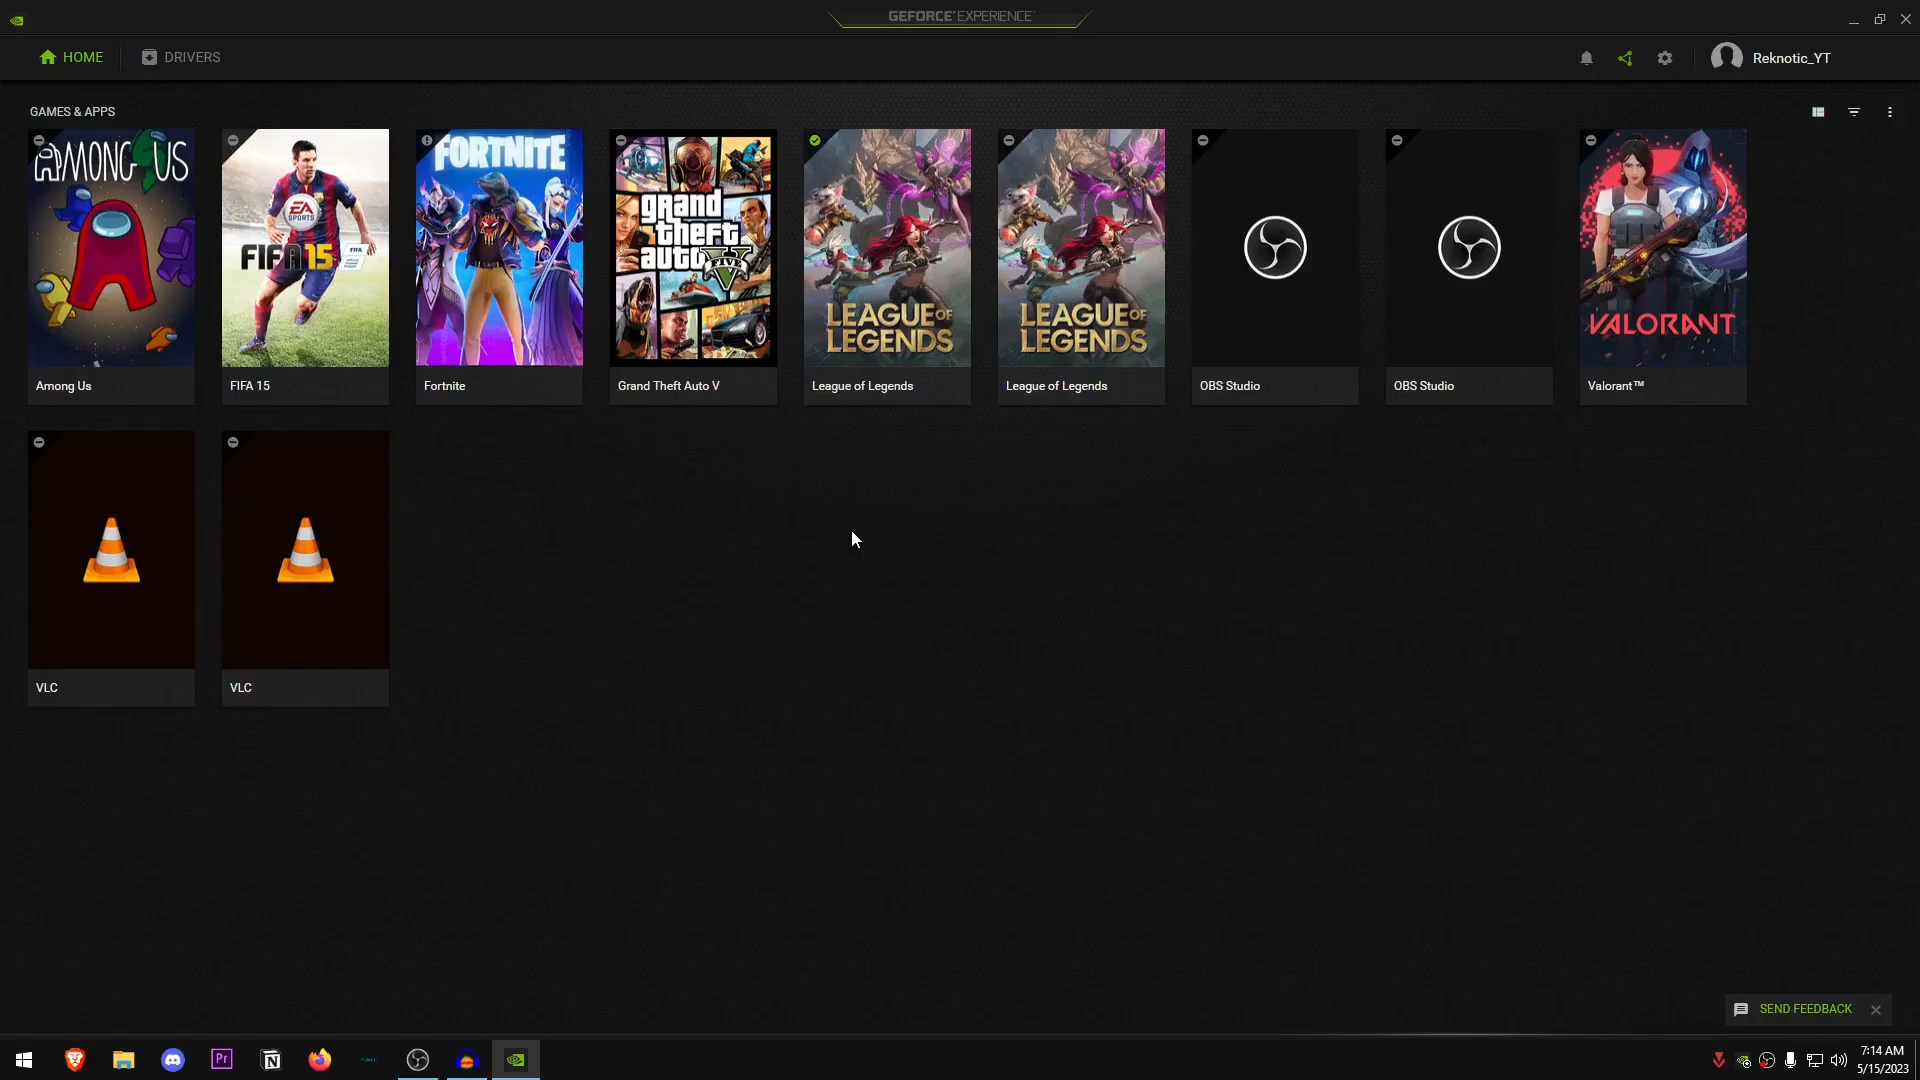 GEFORCE EXPERIENCE
HOME
DRIVERS
Reknotic_YT
GAMES & APPS
AMONG US
EA SPORTS
FIFA 15
FORTNITE
grand theft auto V
FIVE
LEAGUE OF LEGENDS
LEAGUE OF LEGENDS
VALORANT
Among Us
FIFA 15
Fortnite
Grand Theft Auto V
League of Legends
League of Legends
OBS Studio
OBS Studio
Valorant™
VLC
VLC
SEND FEEDBACK
Pr
N
7:14 AM
5/15/2023